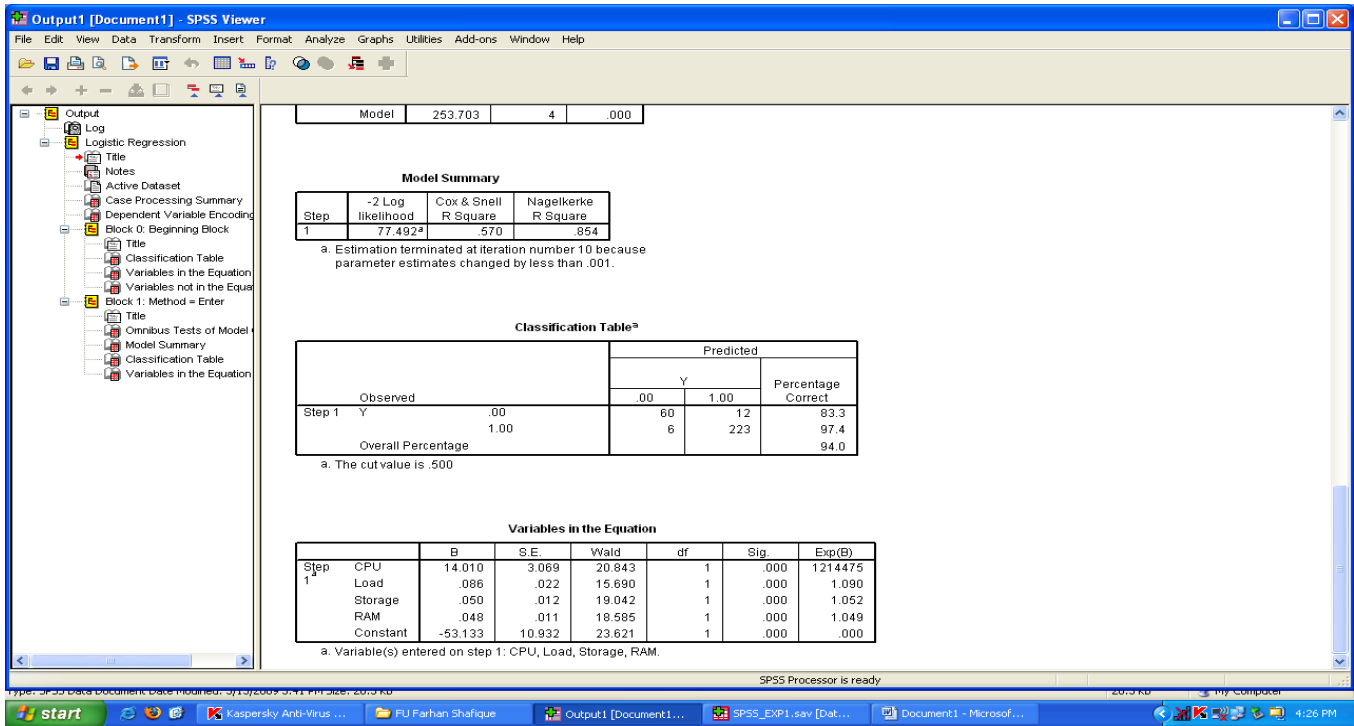 Output1 [Document1] - SPSS Viewer
File Edit View Data Transform Insert Format Analyze Graphs Utilities Add-ons Window Help
Output
Log
Logistic Regression
Title
Notes
Active Dataset
Case Processing Summary
Dependent Variable Encoding
Block 0: Beginning Block
Title
Classification Table
Variables in the Equation
Variables not in the Equa
Block 1: Method = Enter
Title
Omnibus Tests of Model
Model Summary
Classification Table
Variables in the Equation
Model 253.703 4 .000
Model Summary
Step -2 Log likelihood Cox & Snell R Square Nagelkerke R Square
1 77.492a .570 .854
a. Estimation terminated at iteration number 10 because
parameter estimates changed by less than .001.
Classification Tablea
Predicted
Y Percentage Correct
Observed .00 1.00
Step 1 Y .00 60 12 83.3
1.00 6 223 97.4
Overall Percentage 94.0
a. The cut value is .500
Variables in the Equation
B S.E. Wald df Sig. Exp(B)
Step 1a CPU 14.010 3.069 20.843 1 .000 1214475
Load .086 .022 15.690 1 .000 1.090
Storage .050 .012 19.042 1 .000 1.052
RAM .048 .011 18.585 1 .000 1.049
Constant -53.133 10.932 23.621 1 .000 .000
a. Variable(s) entered on step 1: CPU, Load, Storage, RAM.
SPSS Processor is ready
start Kaspersky Anti-Virus ... FU Farhan Shafique Output1 [Document1... SPSS_EXP1.sav [Dat... Document1 - Microsof... 4:26 PM